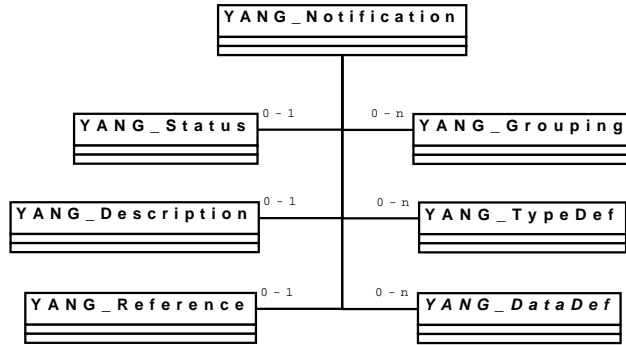 YANG_Notification
0-1 0-n
YANG_Status YANG_Grouping
0-1 0-n
YANG_Description YANG_TypeDef
0-1 0-n
YANG_Reference YANG_DataDef